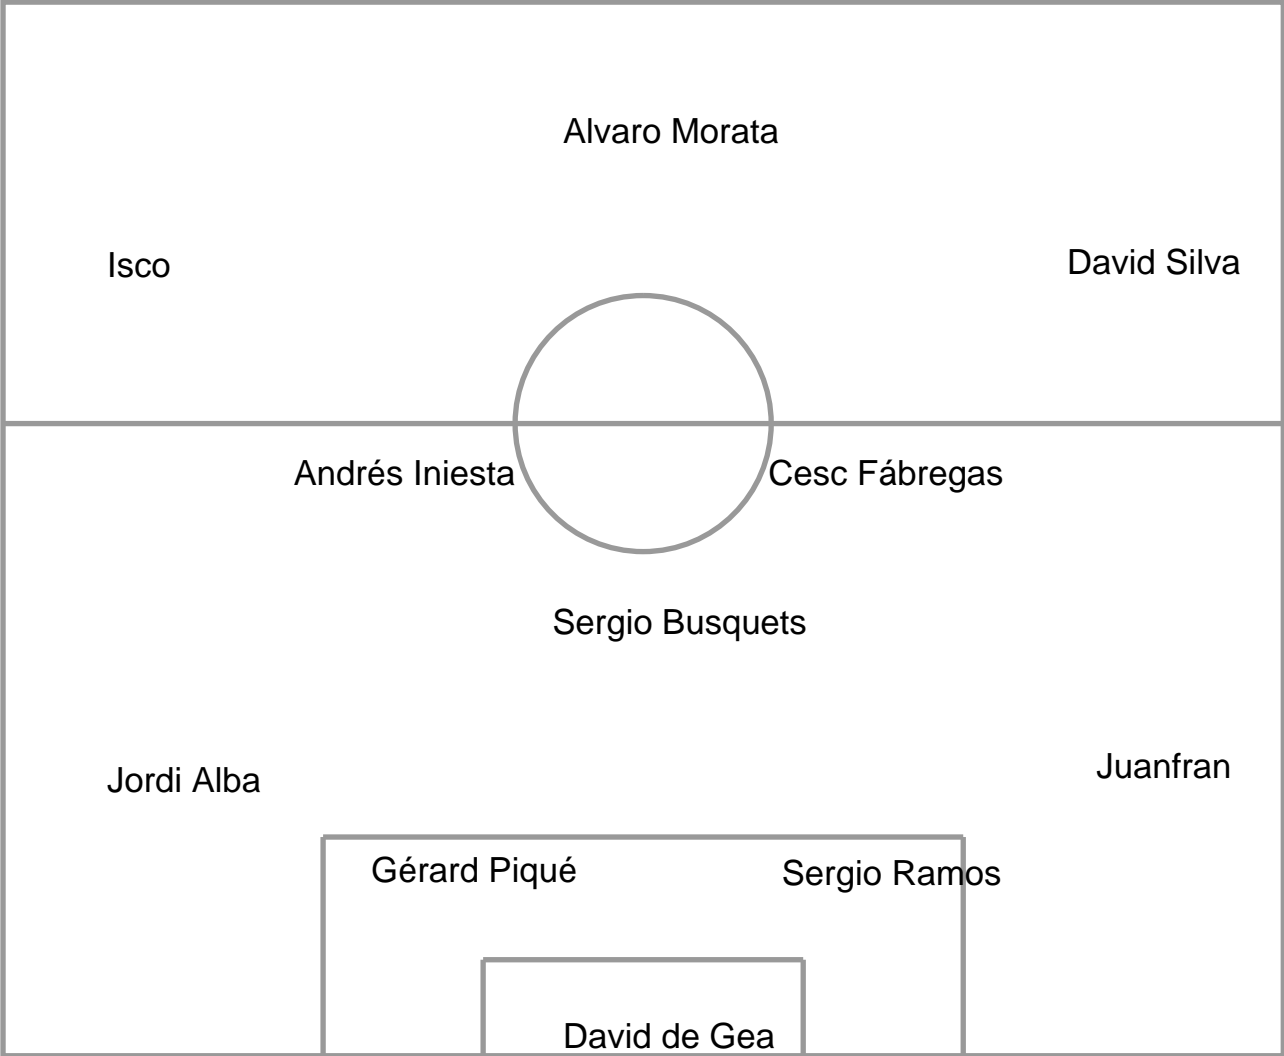 Alvaro Morata
Isco
David Silva
Andrés Iniesta
Cesc Fábregas
Sergio Busquets
Jordi Alba
Juanfran
Gérard Piqué
Sergio Ramos
David de Gea